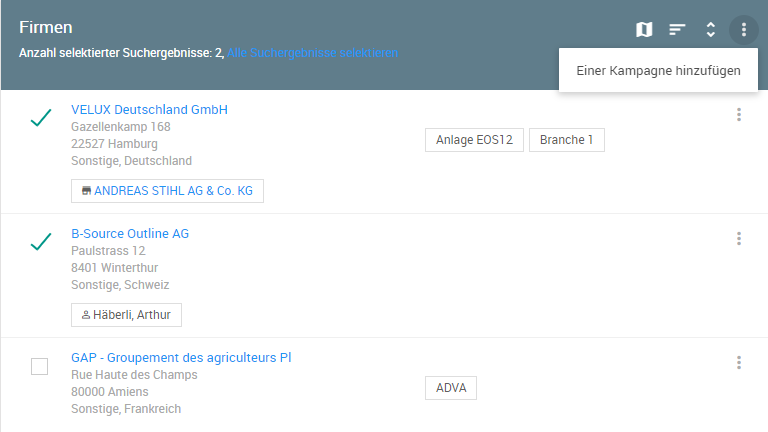 Firmen
Anzahl selektierter Suchergebnisse: 2, Alle Suchergebnisse selektieren
Einer Kampagne hinzufügen
VELUX Deutschland GmbH
Gazellenkamp 168
22527 Hamburg
Sonstige, Deutschland
Anlage EOS12
Branche 1
ANDREAS STIHL AG & Co. KG
B-Source Outline AG
Paulstrass 12
8401 Winterthur
Sonstige, Schweiz
Häberli, Arthur
GAP - Groupement des agriculteurs Pl
Rue Haute des Champs
80000 Amiens
Sonstige, Frankreich
ADVA